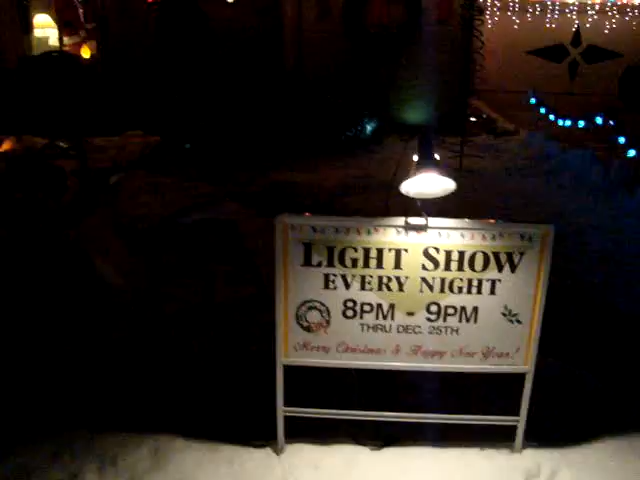 LIGHT SHOW
EVERY NIGHT
8PM - 9PM
THRU DEC. 25TH
Merry Christmas & Happy New Year!